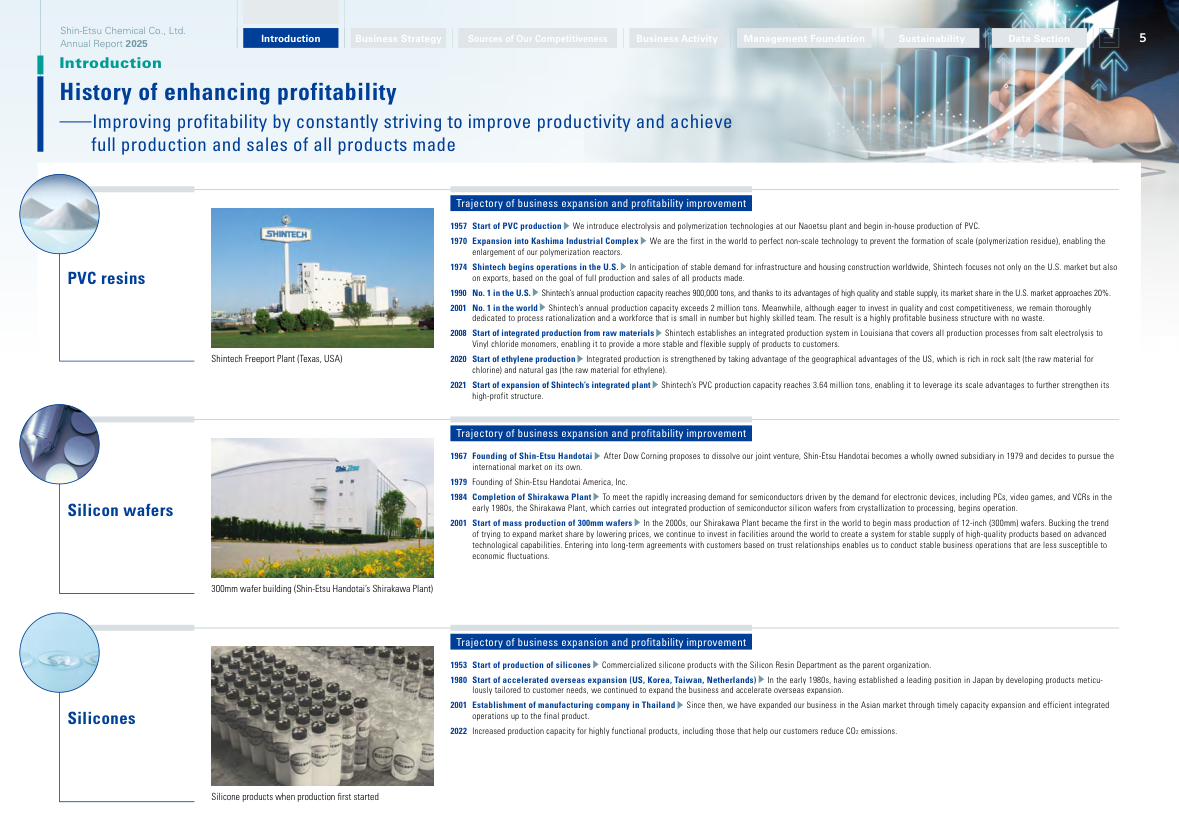 Shin-Etsu Chemical Co., Ltd.
Annual Report 2025
Introduction
Business Strategy
Sources of Our Competitiveness
Business Activity
Management Foundation
Sustainability
Data Section
5
Introduction
History of enhancing profitability
——Improving profitability by constantly striving to improve productivity and achieve
full production and sales of all products made
PVC resins
SHINTECH
Shintech Freeport Plant (Texas, USA)
Trajectory of business expansion and profitability improvement
1957 Start of PVC production ▶ We introduce electrolysis and polymerization technologies at our Naoetsu plant and begin in-house production of PVC.
1970 Expansion into Kashima Industrial Complex ▶ We are the first in the world to perfect non-scale technology to prevent the formation of scale (polymerization residue), enabling the
enlargement of our polymerization reactors.
1974 Shintech begins operations in the U.S. ▶ In anticipation of stable demand for infrastructure and housing construction worldwide, Shintech focuses not only on the U.S. market but also
on exports, based on the goal of full production and sales of all products made.
1990 No. 1 in the U.S. ▶ Shintech's annual production capacity reaches 900,000 tons, and thanks to its advantages of high quality and stable supply, its market share in the U.S. market approaches 20%.
2001 No. 1 in the world ▶ Shintech's annual production capacity exceeds 2 million tons. Meanwhile, although eager to invest in quality and cost competitiveness, we remain thoroughly
dedicated to process rationalization and a workforce that is small in number but highly skilled team. The result is a highly profitable business structure with no waste.
2008 Start of integrated production from raw materials ▶ Shintech establishes an integrated production system in Louisiana that covers all production processes from salt electrolysis to
Vinyl chloride monomers, enabling it to provide a more stable and flexible supply of products to customers.
2020 Start of ethylene production ▶ Integrated production is strengthened by taking advantage of the geographical advantages of the US, which is rich in rock salt (the raw material for
chlorine) and natural gas (the raw material for ethylene).
2021 Start of expansion of Shintech's integrated plant ▶ Shintech's PVC production capacity reaches 3.64 million tons, enabling it to leverage its scale advantages to further strengthen its
high-profit structure.
Silicon wafers
300mm wafer building (Shin-Etsu Handotai's Shirakawa Plant)
Trajectory of business expansion and profitability improvement
1967 Founding of Shin-Etsu Handotai ▶ After Dow Corning proposes to dissolve our joint venture, Shin-Etsu Handotai becomes a wholly owned subsidiary in 1979 and decides to pursue the
international market on its own.
1979 Founding of Shin-Etsu Handotai America, Inc.
1984 Completion of Shirakawa Plant ▶ To meet the rapidly increasing demand for semiconductors driven by the demand for electronic devices, including PCs, video games, and VCRs in the
early 1980s, the Shirakawa Plant, which carries out integrated production of semiconductor silicon wafers from crystallization to processing, begins operation.
2001 Start of mass production of 300mm wafers ▶ In the 2000s, our Shirakawa Plant became the first in the world to begin mass production of 12-inch (300mm) wafers. Bucking the trend
of trying to expand market share by lowering prices, we continue to invest in facilities around the world to create a system for stable supply of high-quality products based on advanced
technological capabilities. Entering into long-term agreements with customers based on trust relationships enables us to conduct stable business operations that are less susceptible to
economic fluctuations.
Silicones
Silicone products when production first started
Trajectory of business expansion and profitability improvement
1953 Start of production of silicones ▶ Commercialized silicone products with the Silicon Resin Department as the parent organization.
1980 Start of accelerated overseas expansion (US, Korea, Taiwan, Netherlands) ▶ In the early 1980s, having established a leading position in Japan by developing products meticu-
lously tailored to customer needs, we continued to expand the business and accelerate overseas expansion.
2001 Establishment of manufacturing company in Thailand ▶ Since then, we have expanded our business in the Asian market through timely capacity expansion and efficient integrated
operations up to the final product.
2022 Increased production capacity for highly functional products, including those that help our customers reduce CO₂ emissions.